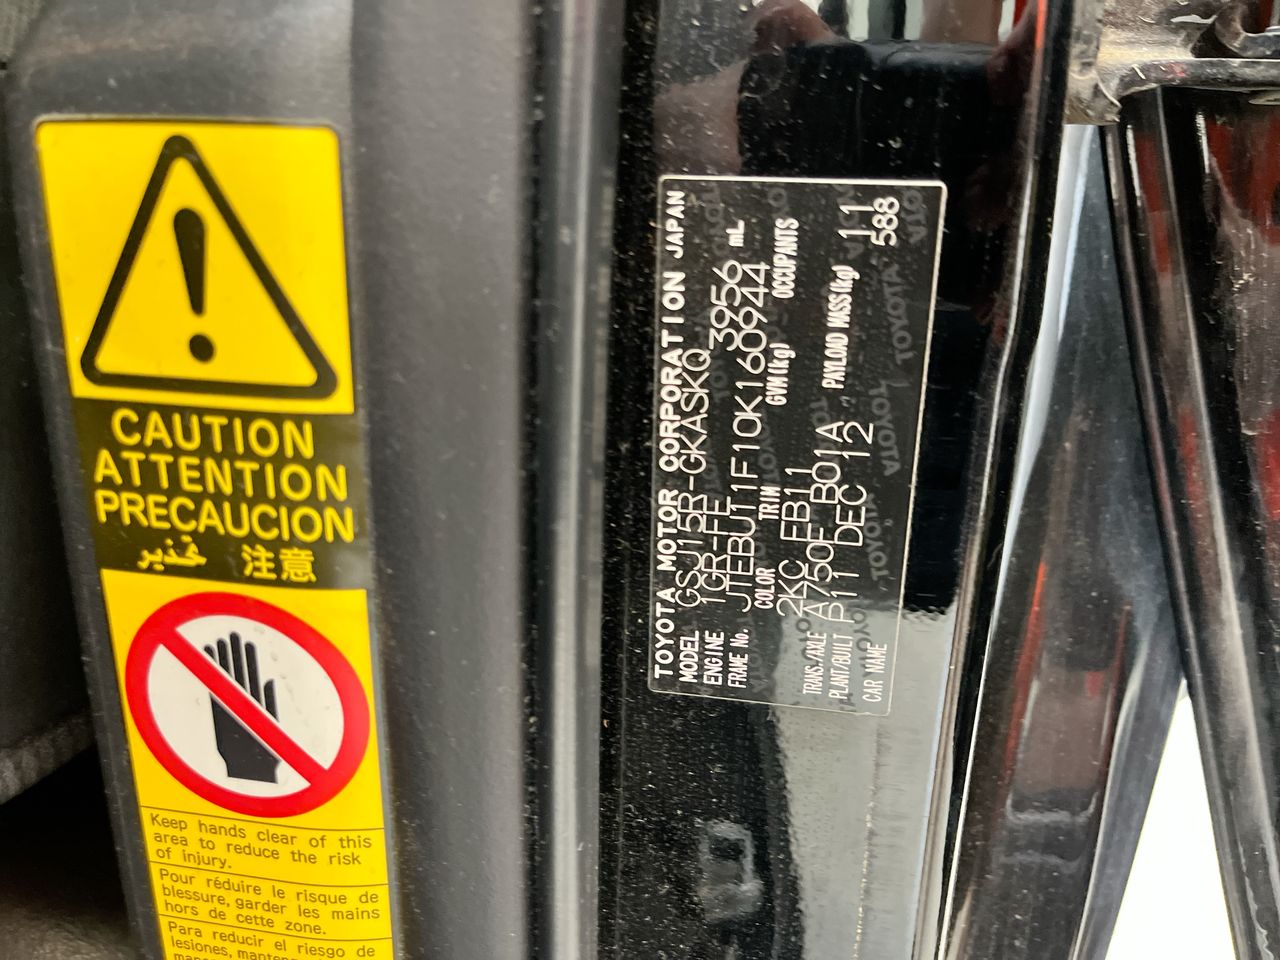 CAUTION
ATTENTION
PRECAUCION
تحذير 注意
Keep hands clear of this
area to reduce the risk
of injury.
Pour réduire le risque de
blessure, garder les mains
hors de cette zone.
Para reducir el riesgo de
TOYOTA MOTOR CORPORATION JAPAN
MODEL GSJ15R-GKASKQ
ENGINE 1GR-FE 3956 mL
FRAME No. JTEBU11F10K160944
COLOR TRIM GVM(kg) OCCUPANTS
2KC FB11
TRANS./AXLE A750F B01A PAYLOAD MASS(kg)
PLANT/BUILT P11 DEC 12 11
CAR NAME 588